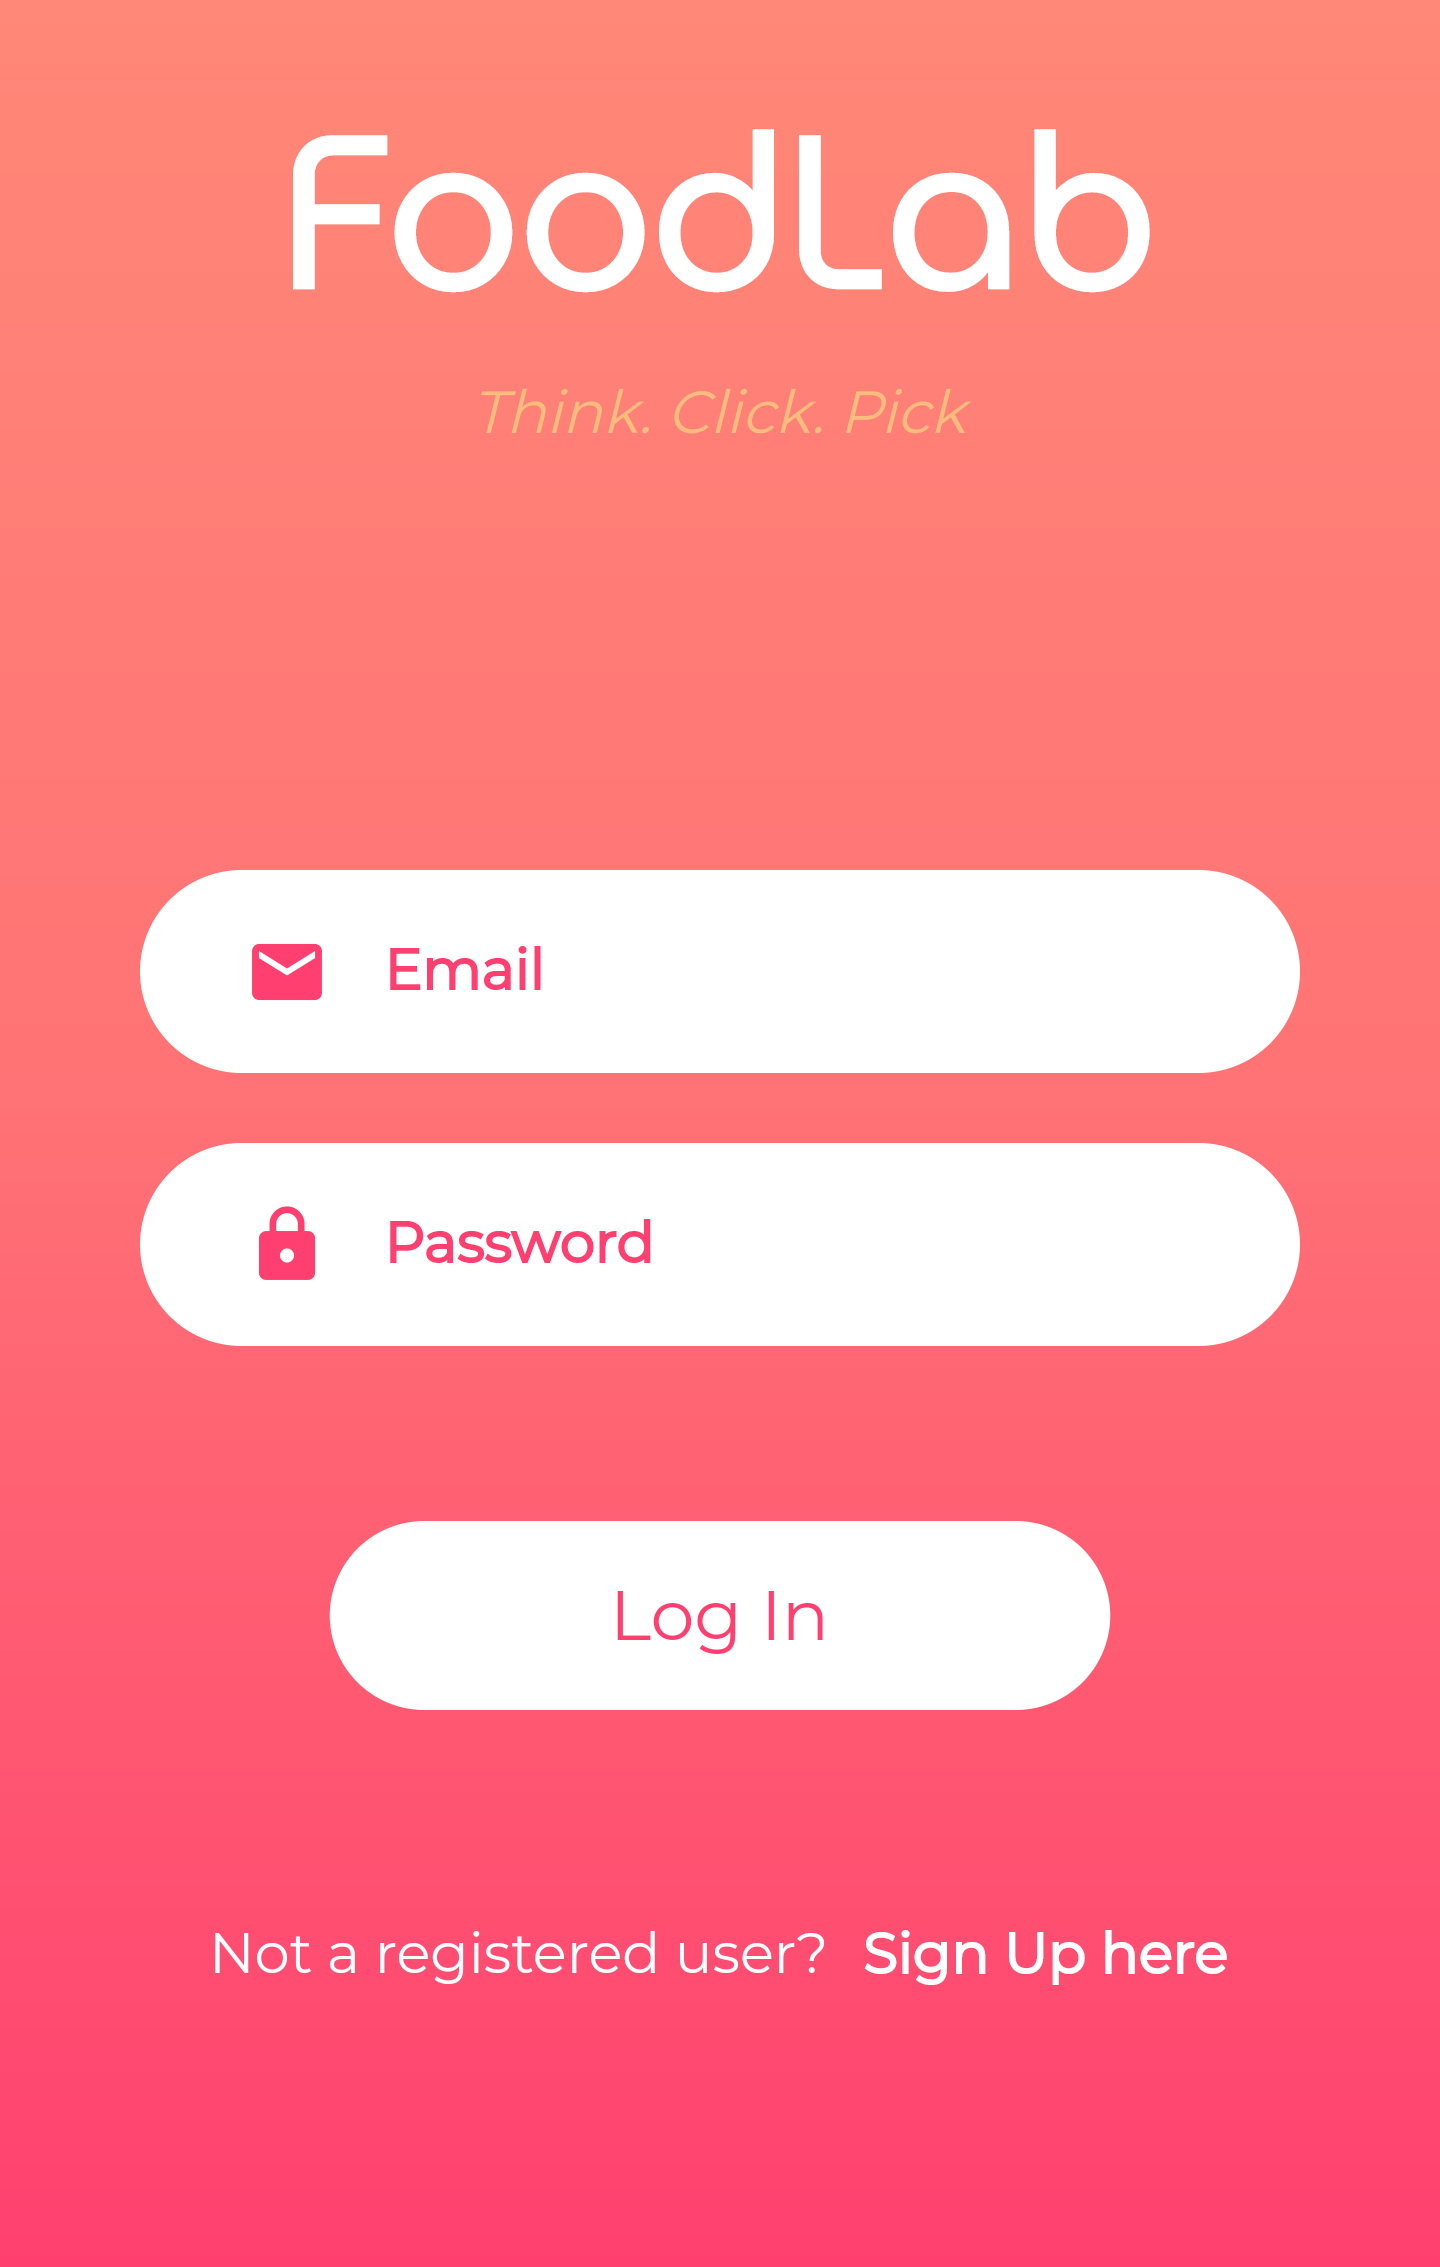 FoodLab
Think. Click. Pick
Email
Password
Log In
Not a registered user? Sign Up here